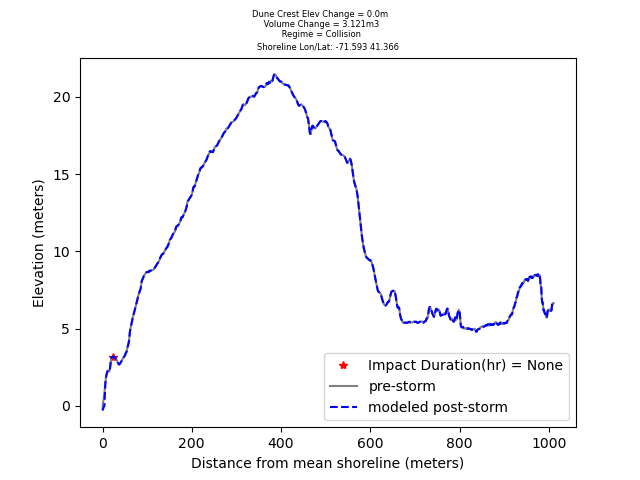 Dune Crest Elev Change = 0.0m
Volume Change = 3.121m3
Regime = Collision
Shoreline Lon/Lat: -71.593 41.366
Elevation (meters)
20
15
10
5
0
Impact Duration(hr) = None
pre-storm
modeled post-storm
0 200 400 600 800 1000
Distance from mean shoreline (meters)